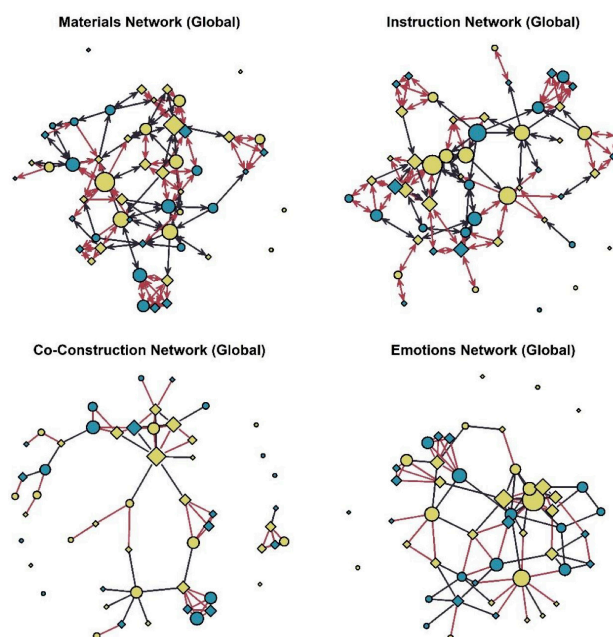 Materials Network (Global)
Instruction Network (Global)
Co-Construction Network (Global)
Emotions Network (Global)